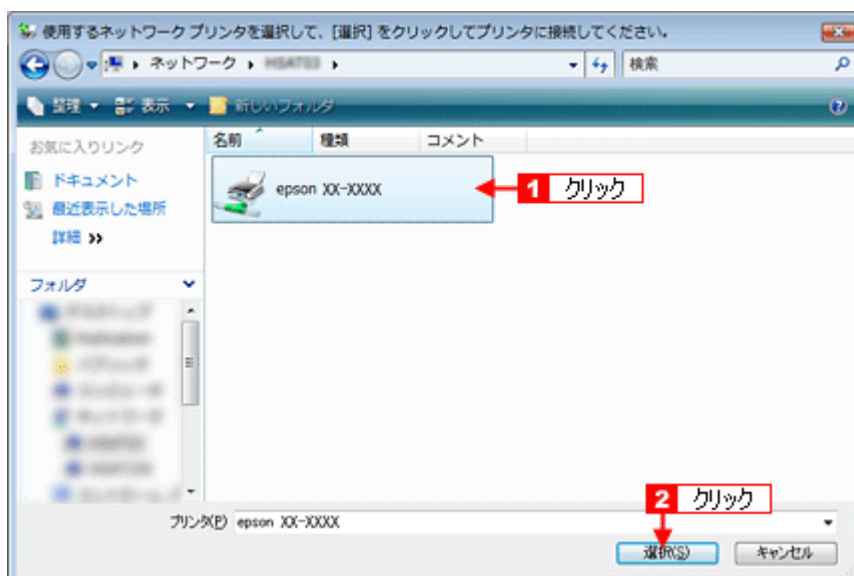 使用するネットワーク プリンタを選択して、[選択] をクリックしてプリンタに接続してください。
ネットワーク
検索
整理 表示 新しいフォルダ
お気に入りリンク
名前 種類 コメント
ドキュメント
epson XX-XXXX
1 クリック
最近表示した場所
詳細 >>
フォルダ
2 クリック
プリンタ(P) epson XX-XXXX
選択(S) キャンセル